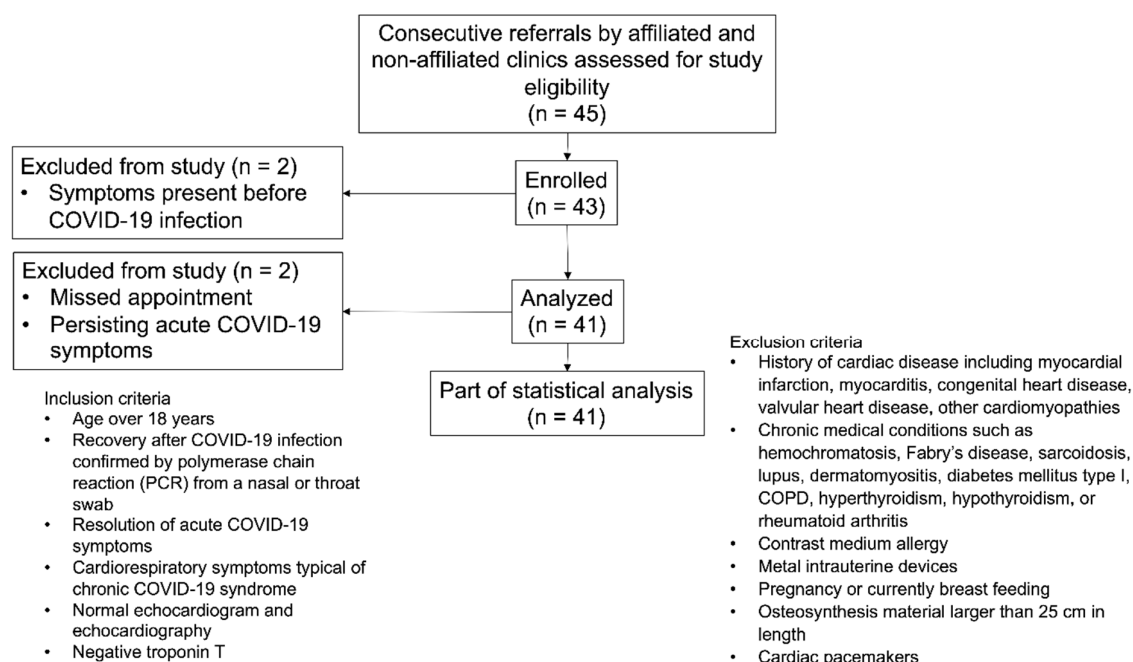 Consecutive referrals by affiliated and
non-affiliated clinics assessed for study
eligibility
(n = 45)
Excluded from study (n = 2)
• Symptoms present before
COVID-19 infection
Enrolled
(n = 43)
Excluded from study (n = 2)
• Missed appointment
• Persisting acute COVID-19
symptoms
Analyzed
(n = 41)
Part of statistical analysis
(n = 41)
Inclusion criteria
• Age over 18 years
• Recovery after COVID-19 infection
confirmed by polymerase chain
reaction (PCR) from a nasal or throat
swab
• Resolution of acute COVID-19
symptoms
• Cardiorespiratory symptoms typical of
chronic COVID-19 syndrome
• Normal echocardiogram and
echocardiography
• Negative troponin T
Exclusion criteria
• History of cardiac disease including myocardial
infarction, myocarditis, congenital heart disease,
valvular heart disease, other cardiomyopathies
• Chronic medical conditions such as
hemochromatosis, Fabry's disease, sarcoidosis,
lupus, dermatomyositis, diabetes mellitus type I,
COPD, hyperthyroidism, hypothyroidism, or
rheumatoid arthritis
• Contrast medium allergy
• Metal intrauterine devices
• Pregnancy or currently breast feeding
• Osteosynthesis material larger than 25 cm in
length
• Cardiac pacemakers